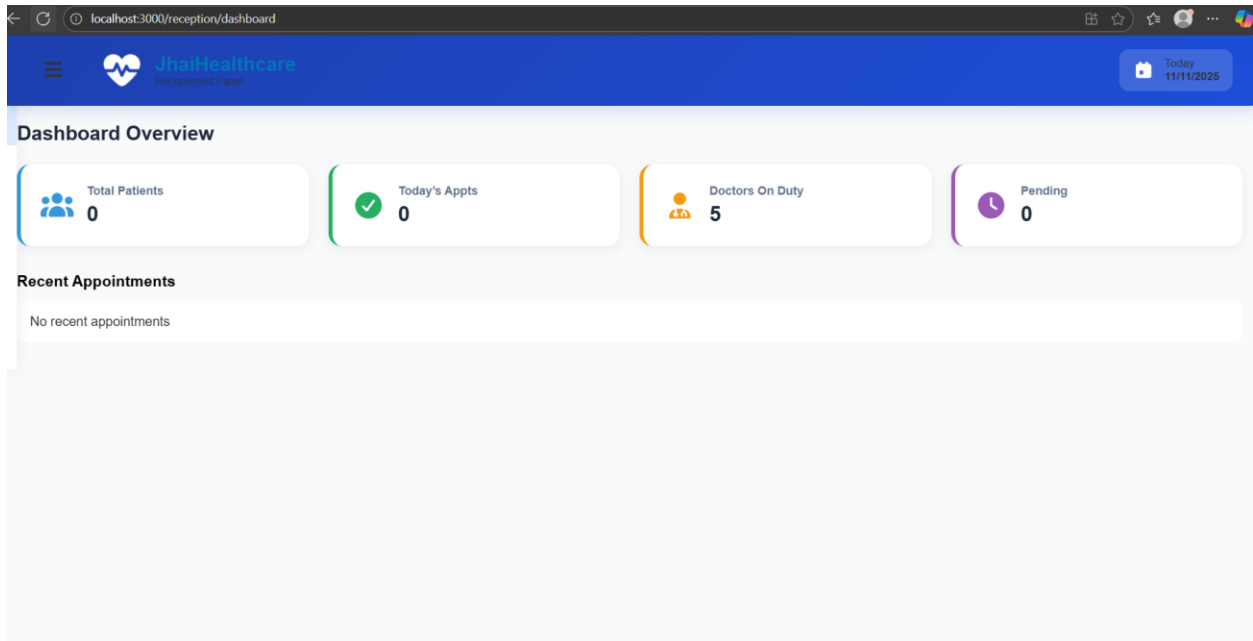 localhost:3000/reception/dashboard
JhaiHealthcare
Receptionist Panel
Today
11/11/2025
Dashboard Overview
Total Patients
0
Today's Appts
0
Doctors On Duty
5
Pending
0
Recent Appointments
No recent appointments